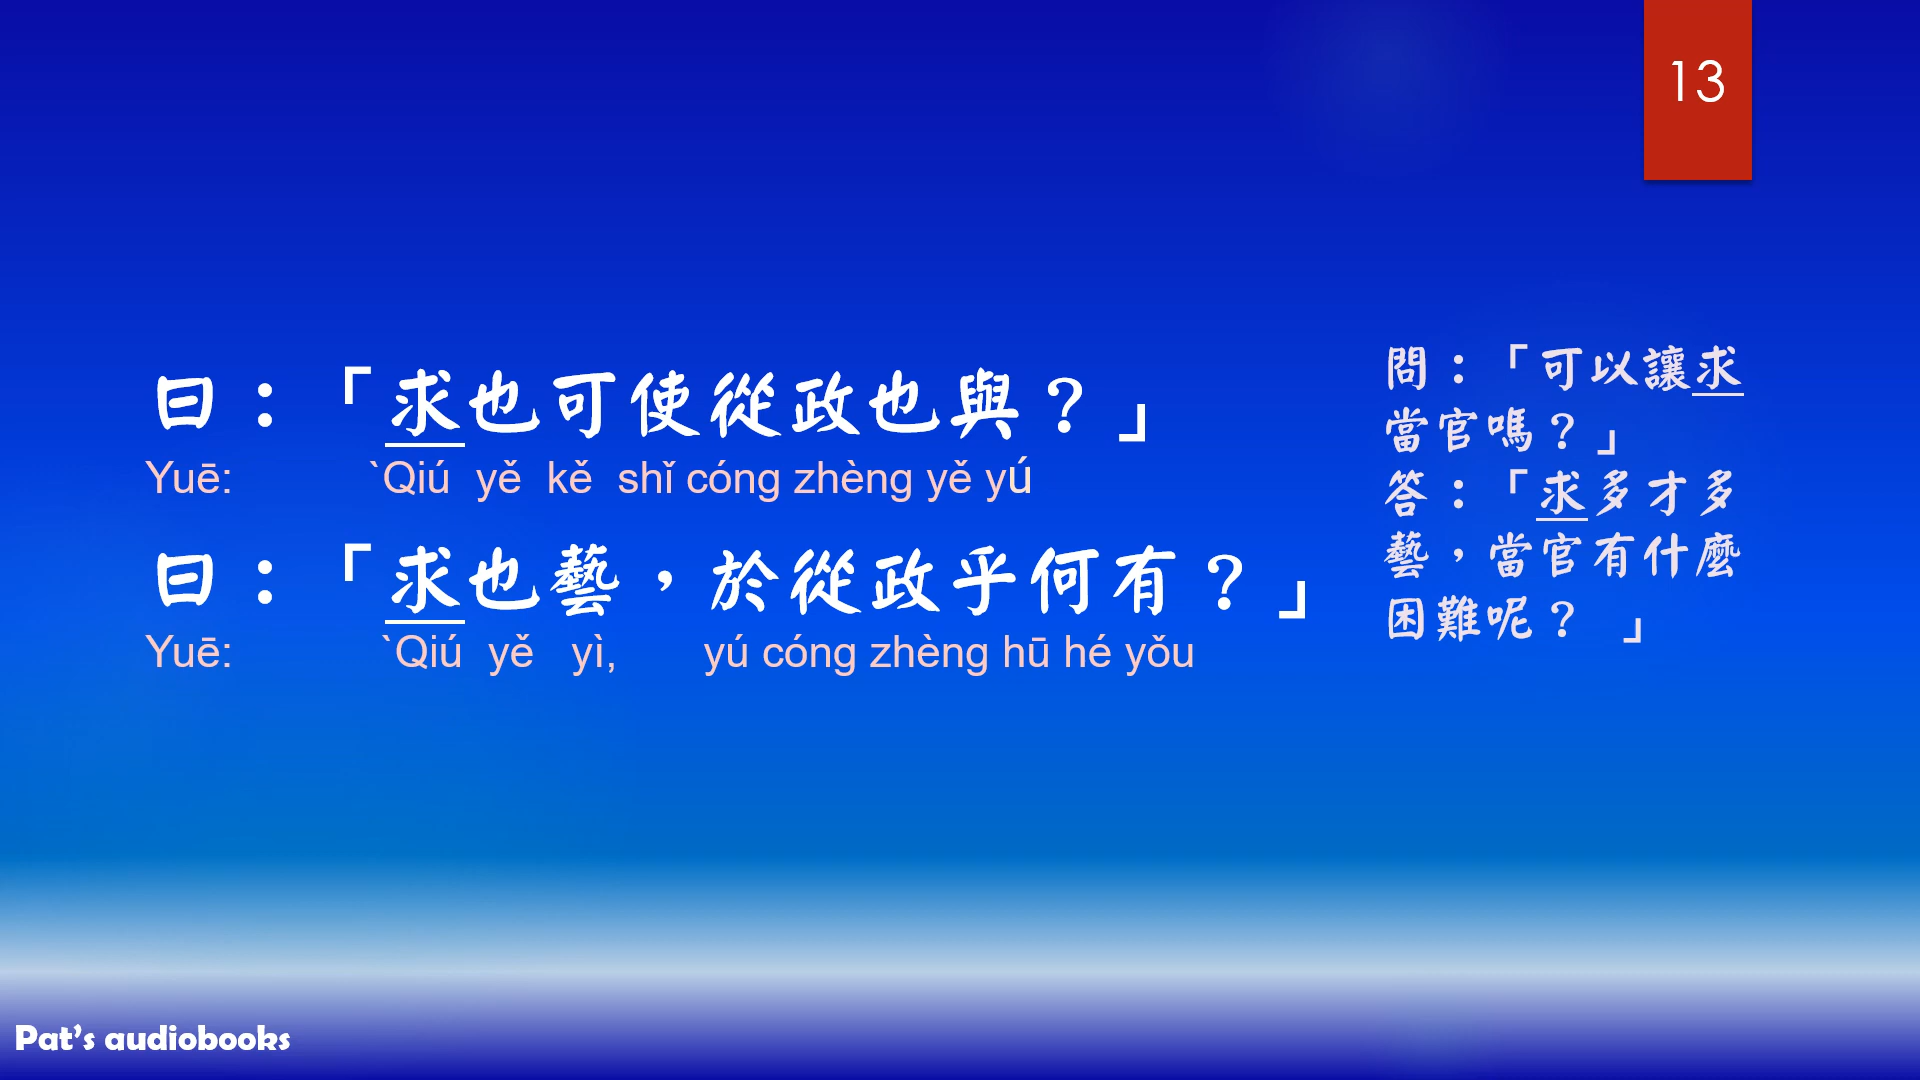 13
曰：「求也可使從政也與？」
Yuē: `Qiú yě kě shǐ cóng zhèng yě yú
曰：「求也藝，於從政乎何有？」
Yuē: `Qiú yě yì, yú cóng zhèng hū hé yǒu
問：「可以讓求
當官嗎？」
答：「求多才多
藝，當官有什麼
困難呢？ 」
Pat's audiobooks